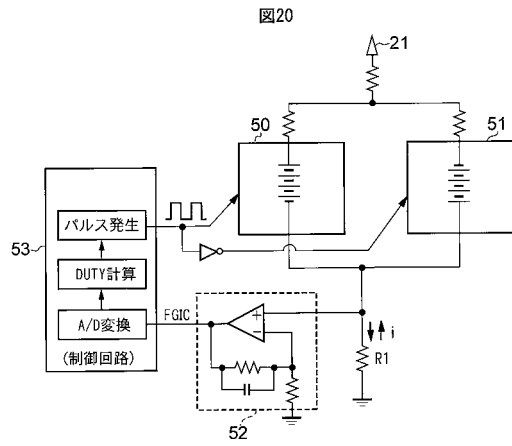 図20
21
50
51
53
パルス発生
DUTY計算
A/D変換
(制御回路)
FGIC
+
−
i
R1
52